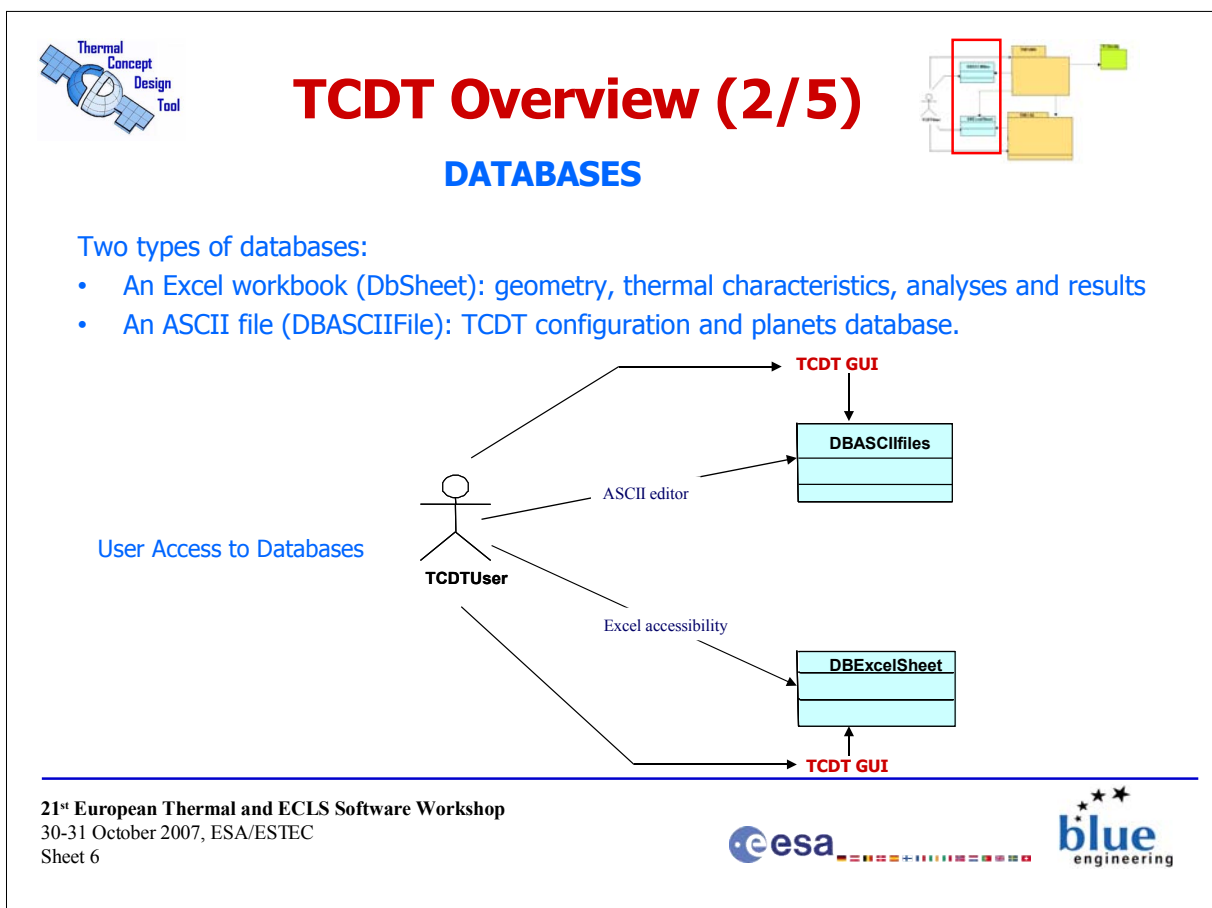 Thermal
Concept
Design
Tool
TCDT Overview (2/5)
DATABASES
Two types of databases:
• An Excel workbook (DbSheet): geometry, thermal characteristics, analyses and results
• An ASCII file (DBASCIIFile): TCDT configuration and planets database.
TCDT GUI
DBASCIIfiles
ASCII editor
User Access to Databases
TCDTUser
Excel accessibility
DBExcelSheet
TCDT GUI
21st European Thermal and ECLS Software Workshop
30-31 October 2007, ESA/ESTEC
Sheet 6
esa
blue
engineering